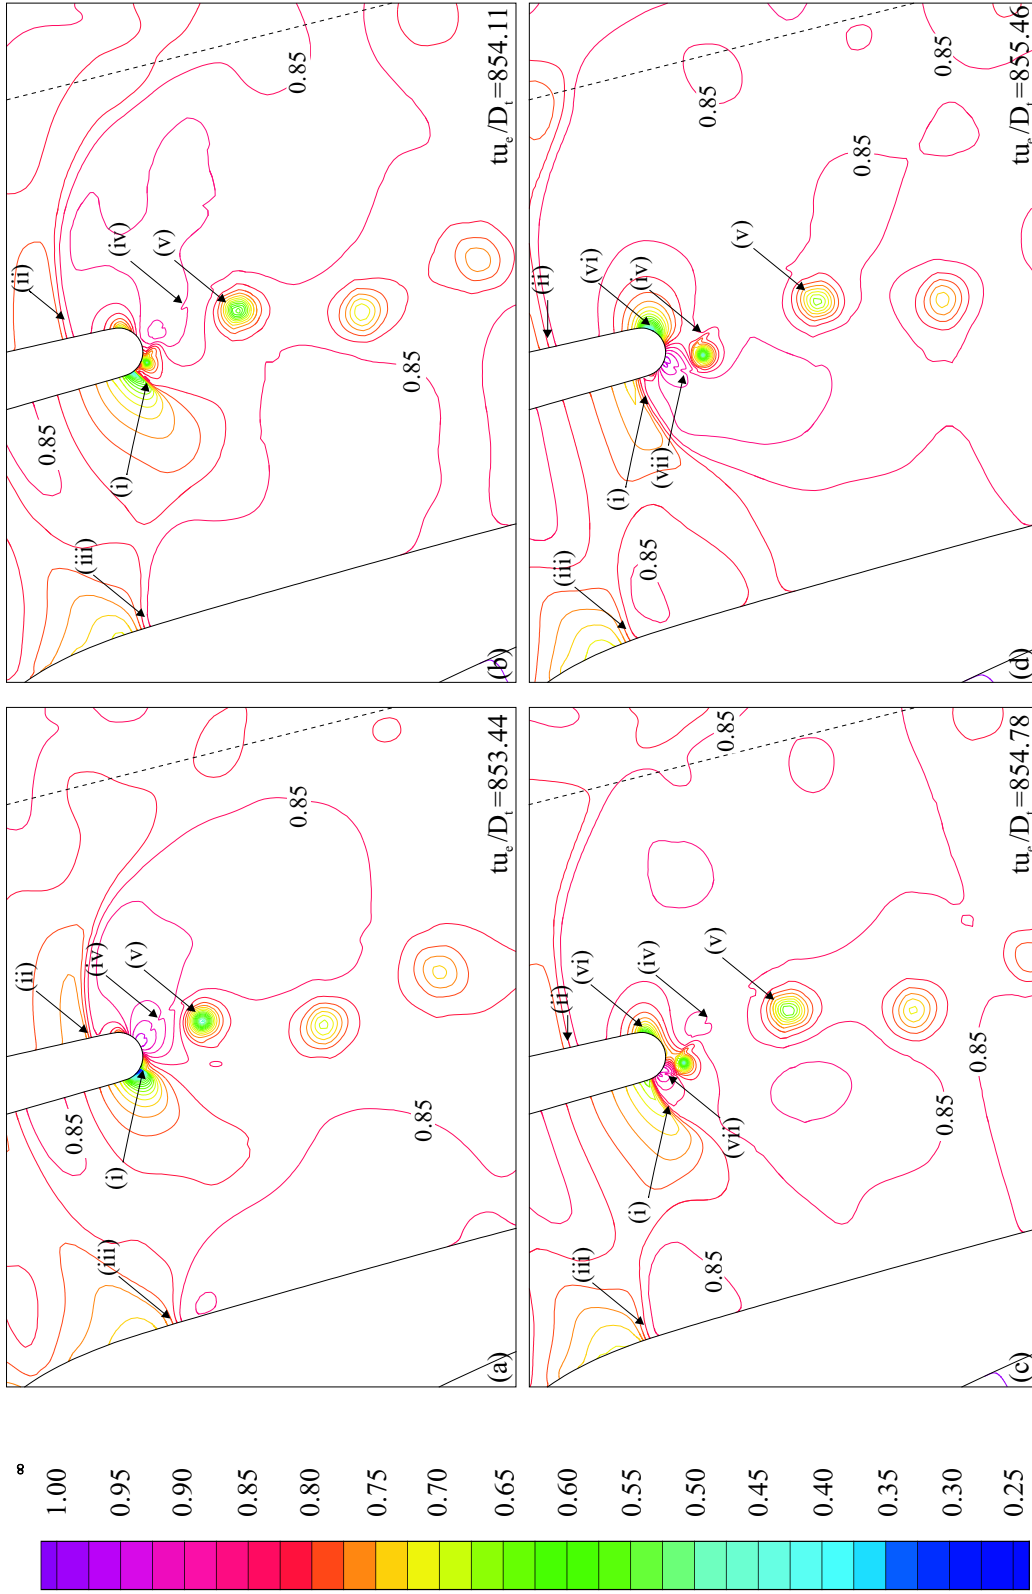 0.25 0.30 0.35 0.40 0.45 0.50 0.55 0.60 0.65 0.70 0.75 0.80 0.85 0.90 0.95 1.00
∞
(ii)
0.85
(iv)
(iii)
(i)
(v)
0.85
0.85
(a)
tu_e/D_t=853.44
(ii)
0.85
(iii)
(iv)
(i)
(v)
0.85
0.85
(b)
tu_e/D_t=854.11
(ii)
(iii)
(vi)
(i)
(vii)
(iv)
0.85
(v)
0.85
0.85
0.85
(c)
tu_e/D_t=854.78
(ii)
(iii)
(vi)
(i)
(iv)
0.85
(vii)
0.85
(v)
0.85
0.85
(d)
tu_e/D_t=855.46